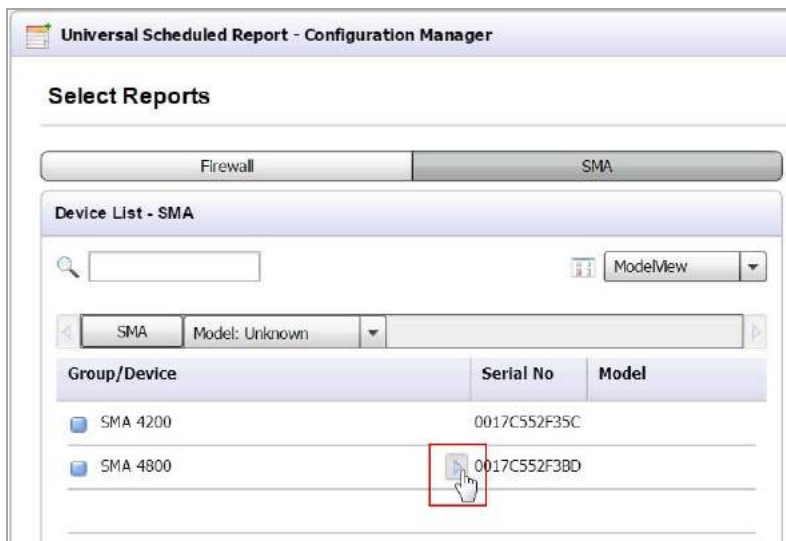 Universal Scheduled Report - Configuration Manager
Select Reports
Firewall SMA
Device List - SMA
ModelView
SMA Model: Unknown
Group/Device Serial No Model
SMA 4200 0017C552F35C
SMA 4800 0017C552F3BD